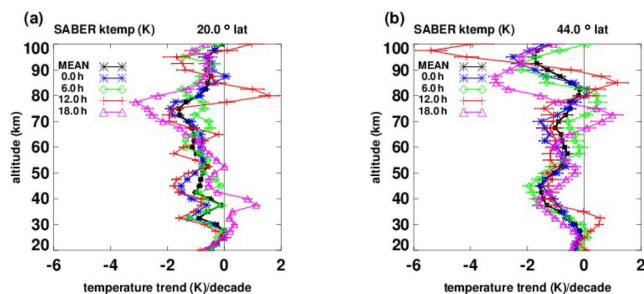 (a) SABER ktemp (K) 20.0 ° lat
100
90
80
70
60
50
40
30
20
altitude (km)
MEAN
0.0 h
6.0 h
12.0 h
18.0 h
-6 -4 -2 0 2
temperature trend (K)/decade
(b) SABER ktemp (K) 44.0 ° lat
100
90
80
70
60
50
40
30
20
altitude (km)
MEAN
0.0 h
6.0 h
12.0 h
18.0 h
-6 -4 -2 0 2
temperature trend (K)/decade